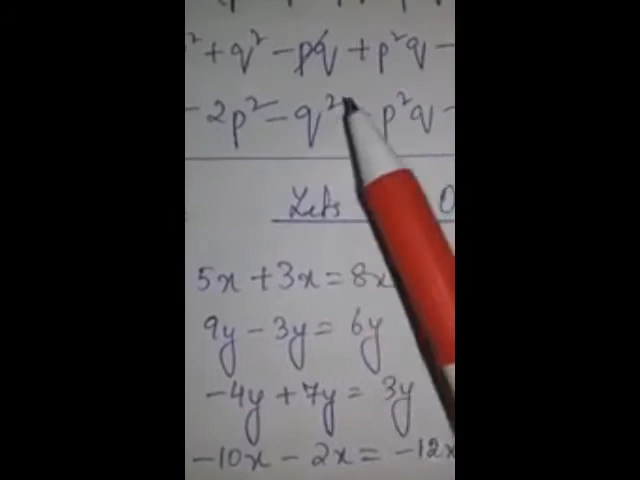 ² + q² - pq + p²q -
- 2p² - q² p²q -
Lets
5x + 3x = 8x
9y - 3y = 6y
-4y + 7y = 3y
-10x - 2x = -12x